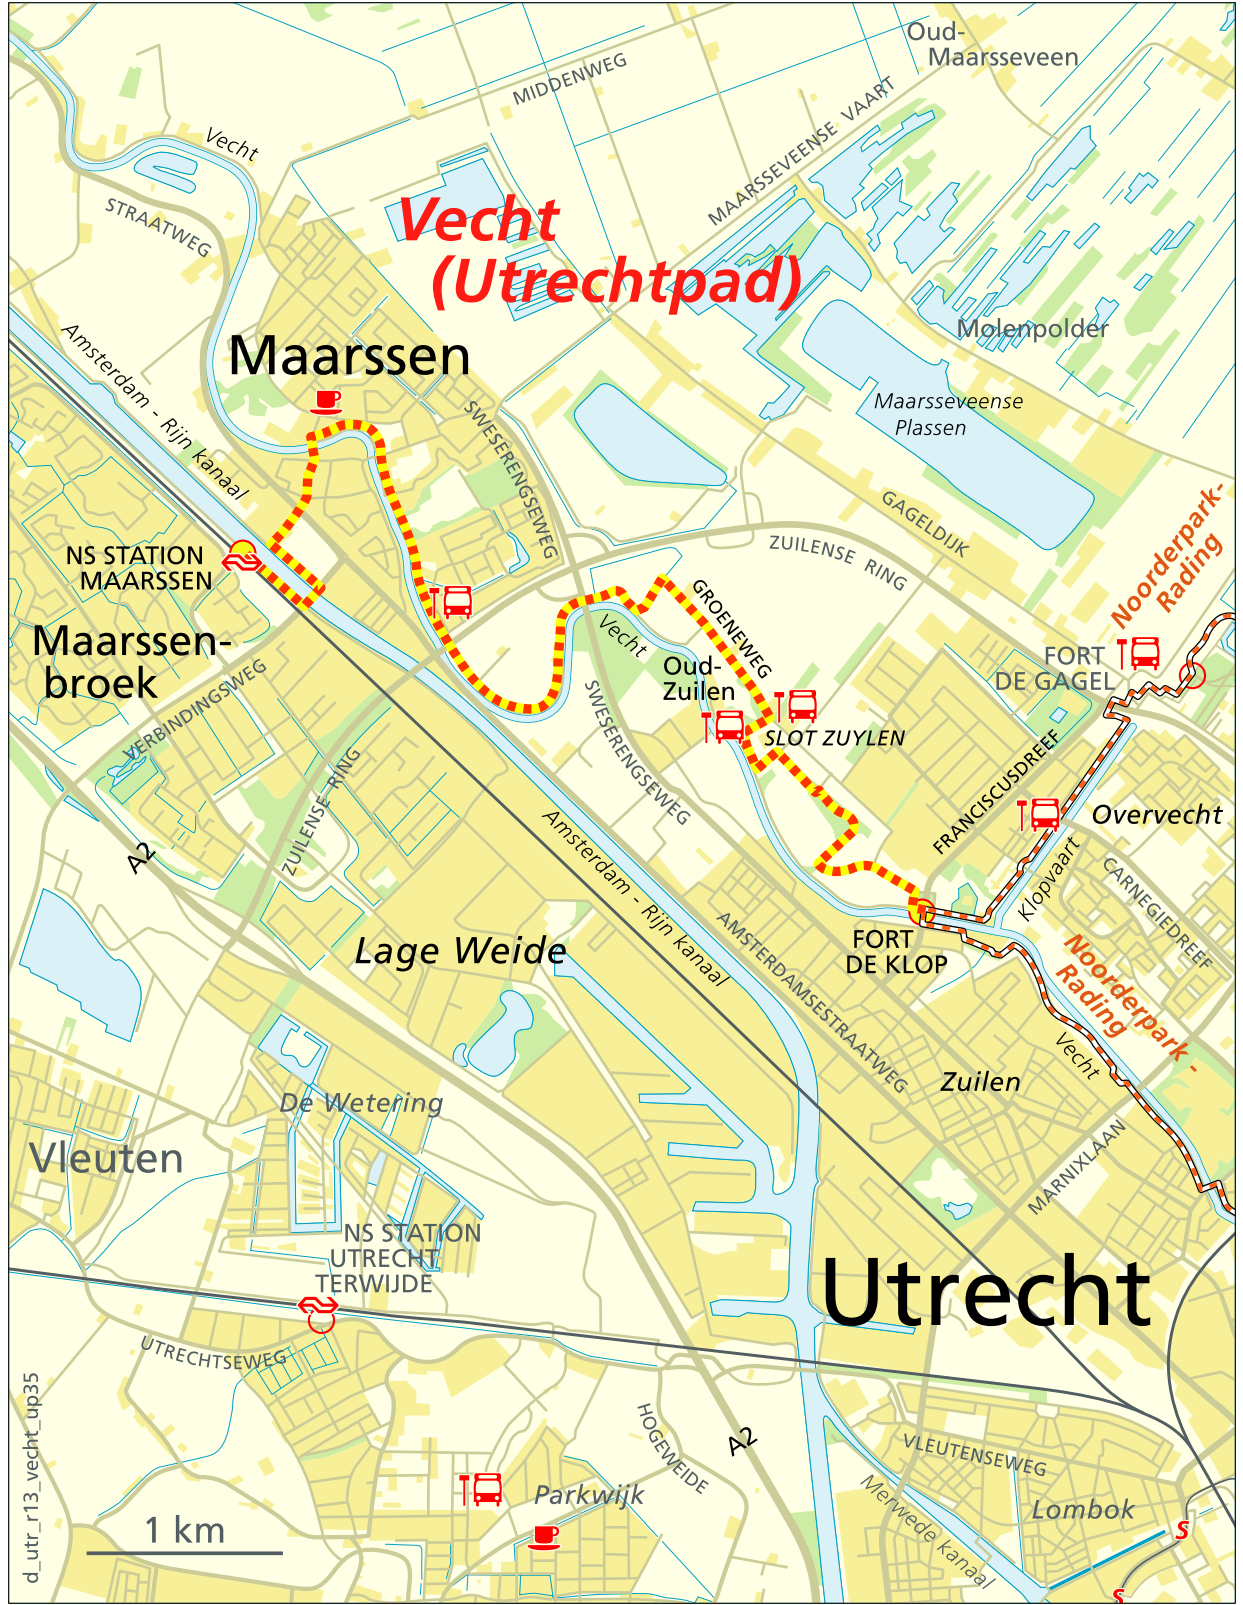 Oud-
Maarsseveen
MIDDENWEG
MAARSSEVEENSE VAART
Vecht
STRAATWEG
Vecht
(Utrechtpad)
Molenpolder
Amsterdam - Rijn kanaal
Maarssen
Maarsseveense
Plassen
SWESERENGSEWEG
GAGELDIJK
ZUILENSE RING
Noorderpark-
Rading
NS STATION
MAARSSEN
GROENEWEG
Vecht
Maarssen-
broek
Oud-
Zuilen
FORT
DE GAGEL
VERBINDINGSWEG
SWESERENGSEWEG
SLOT ZUYLEN
FRANCISCUSDREEF
ZUILENSE RING
A2
Overvecht
Amsterdam - Rijn kanaal
Klopvaart
CARNEGIEDREEF
Lage Weide
AMSTERDAMSESTRAATWEG
FORT
DE KLOP
Noorderpark -
Rading
Vecht
Zuilen
De Wetering
Vleuten
MARNIXLAAN
NS STATION
UTRECHT
TERWIJDE
Utrecht
UTRECHTSEWEG
HOGEWEIDE
A2
VLEUTENSEWEG
Merwede kanaal
Parkwijk
Lombok
1 km
d_utr_r13_vecht_up35
S
S